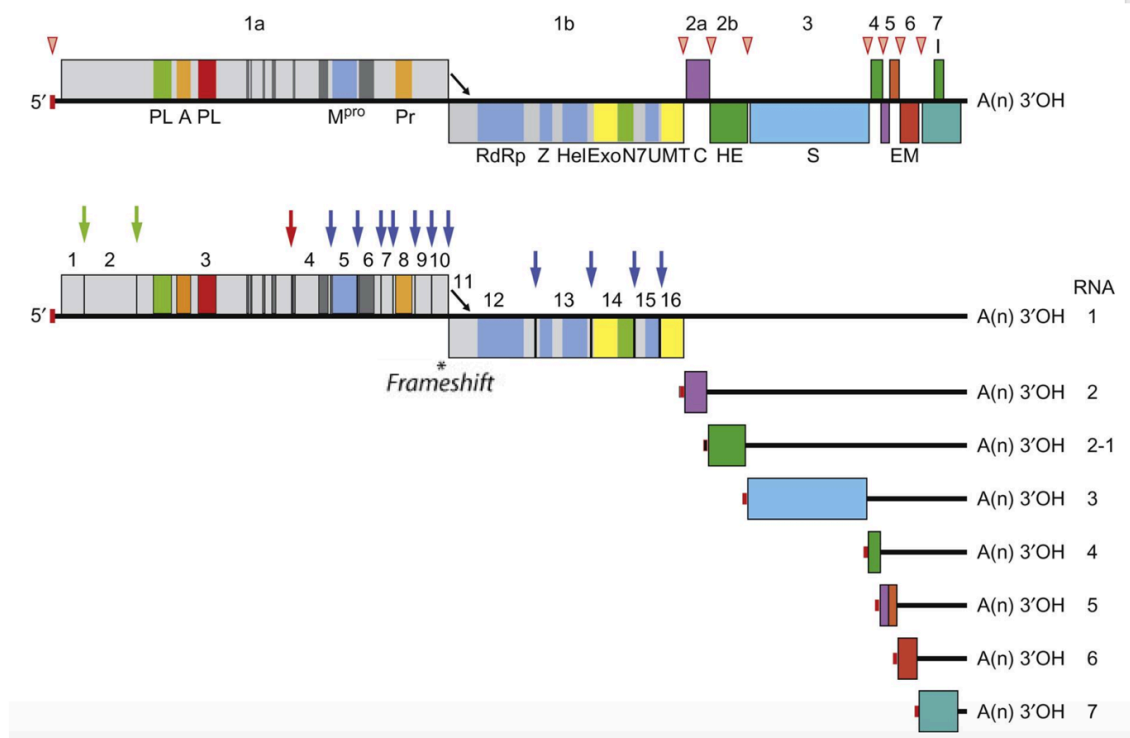 1a 1b 2a 2b 3 4 5 6 7
5′ A(n) 3′OH
PL A PL Mpro Pr
RdRp Z Hel Exo N7 U MT C HE S E M
1 2 3 4 5 6 7 8 9 10
11
12 13 14 15 16
RNA
5′ A(n) 3′OH 1
*
Frameshift
A(n) 3′OH 2
A(n) 3′OH 2-1
A(n) 3′OH 3
A(n) 3′OH 4
A(n) 3′OH 5
A(n) 3′OH 6
A(n) 3′OH 7